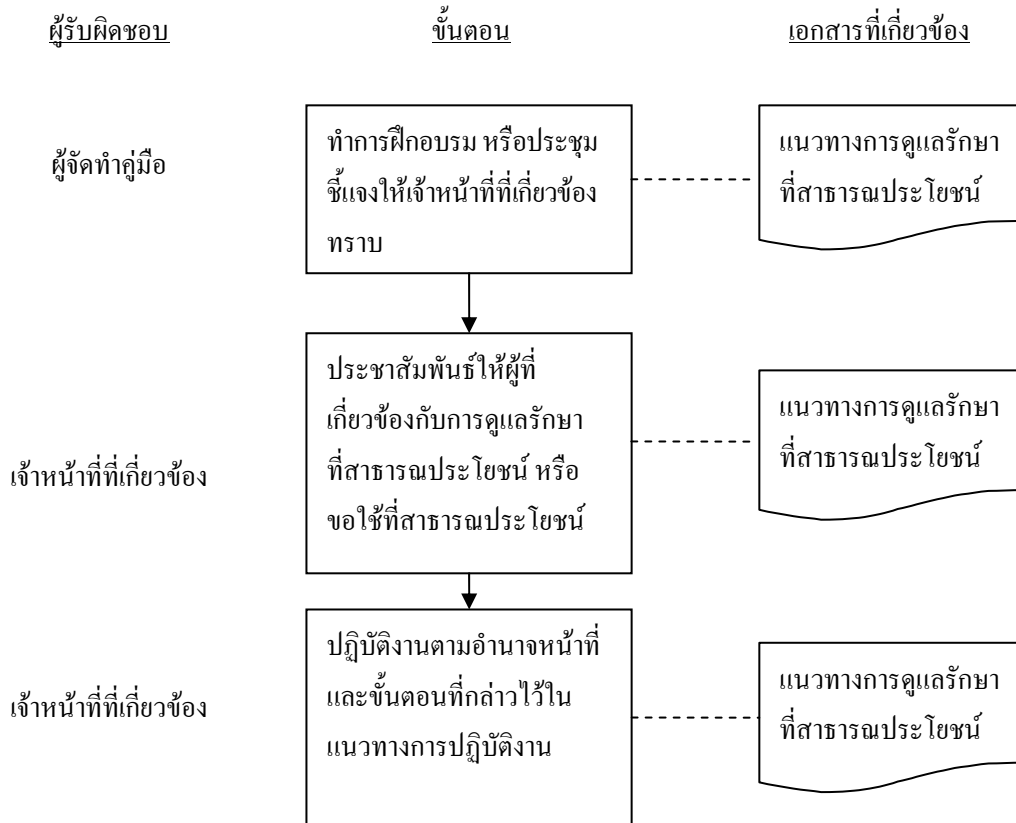 ผู้รับผิดชอบ
ขั้นตอน
เอกสารที่เกี่ยวข้อง
ผู้จัดทำคู่มือ
ทำการฝึกอบรม หรือประชุม
ชี้แจงให้เจ้าหน้าที่ที่เกี่ยวข้อง
ทราบ
แนวทางการดูแลรักษา
ที่สาธารณประโยชน์
เจ้าหน้าที่ที่เกี่ยวข้อง
ประชาสัมพันธ์ให้ผู้ที่
เกี่ยวข้องกับการดูแลรักษา
ที่สาธารณประโยชน์ หรือ
ขอใช้ที่สาธารณประโยชน์
แนวทางการดูแลรักษา
ที่สาธารณประโยชน์
เจ้าหน้าที่ที่เกี่ยวข้อง
ปฏิบัติงานตามอำนาจหน้าที่
และขั้นตอนที่กล่าวไว้ใน
แนวทางการปฏิบัติงาน
แนวทางการดูแลรักษา
ที่สาธารณประโยชน์